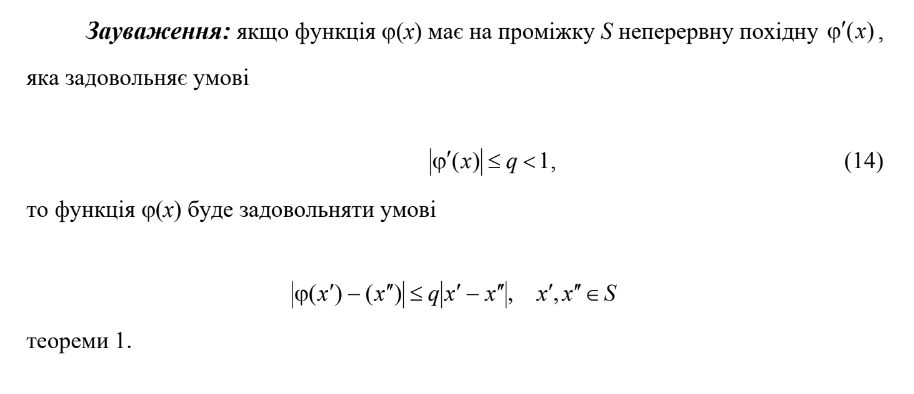 Зауваження: якщо функція φ(x) має на проміжку S неперервну похідну φ′(x),
яка задовольняє умові
|φ′(x)| ≤ q < 1, (14)
то функція φ(x) буде задовольняти умові
|φ(x′) − (x″)| ≤ q|x′ − x″|, x′, x″ ∈ S
теореми 1.